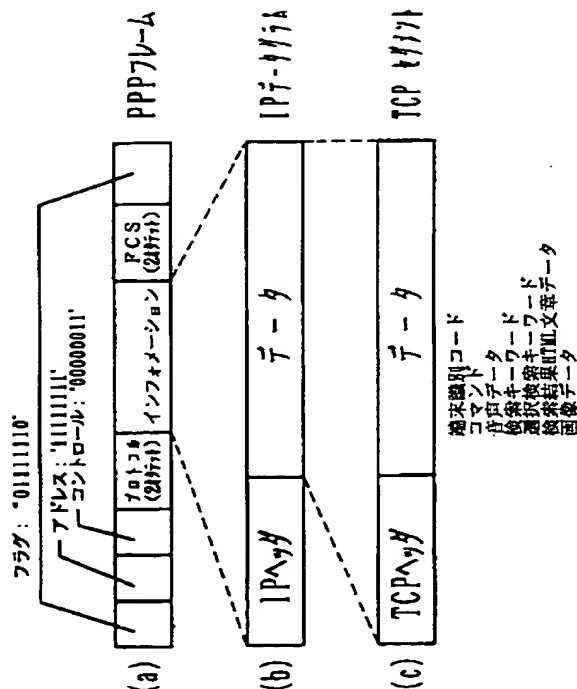 フラグ: "01111110"
アドレス: '11111111'
コントロール: '00000011'
(a)
プロトコル
(2オクテット)
インフォメーション
FCS
(2オクテット)
PPPフレーム
(b)
IPヘッダ
データ
IPデータグラム
(c)
TCPヘッダ
データ
TCP セグメント
端末識別コード
コマンド
音声データ
検索キーワード
選択検索キーワード
検索結果HTML文章データ
画像データ